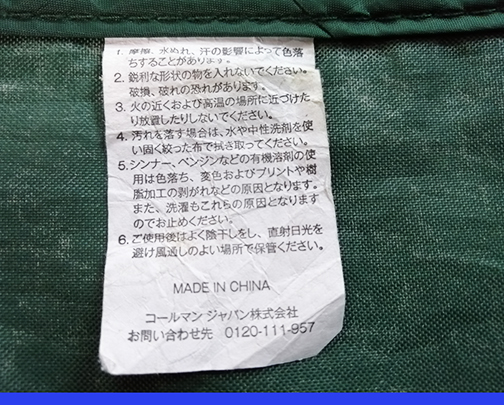 1. 摩擦、水ぬれ、汗の影響によって色落
ちすることがあります。
2. 鋭利な形状の物を入れないでください。
破損、破れの恐れがあります。
3. 火の近くおよび高温の場所に近づけた
り放置したりしないでください。
4. 汚れを落す場合は、水や中性洗剤を使
い固く絞った布で拭き取ってください。
5. シンナー、ベンジンなどの有機溶剤の使
用は色落ち、変色およびプリントや樹
脂加工の剥がれなどの原因となります。
また、洗濯もこれらの原因となります
のでお止めください。
6. ご使用後はよく陰干しをし、直射日光を
避け風通しのよい場所で保管ください。
MADE IN CHINA
コールマン ジャパン株式会社
お問い合わせ先 0120-111-957